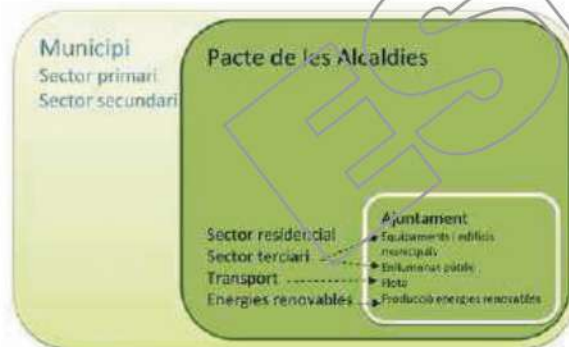 Municipi
Sector primari
Sector secundari
Pacte de les Alcaldies
Sector residencial
Sector terciari
Transport
Energies renovables
Ajuntament
Equipaments i edificis
municipals
Enllumenat públic
Flota
Producció energies renovables